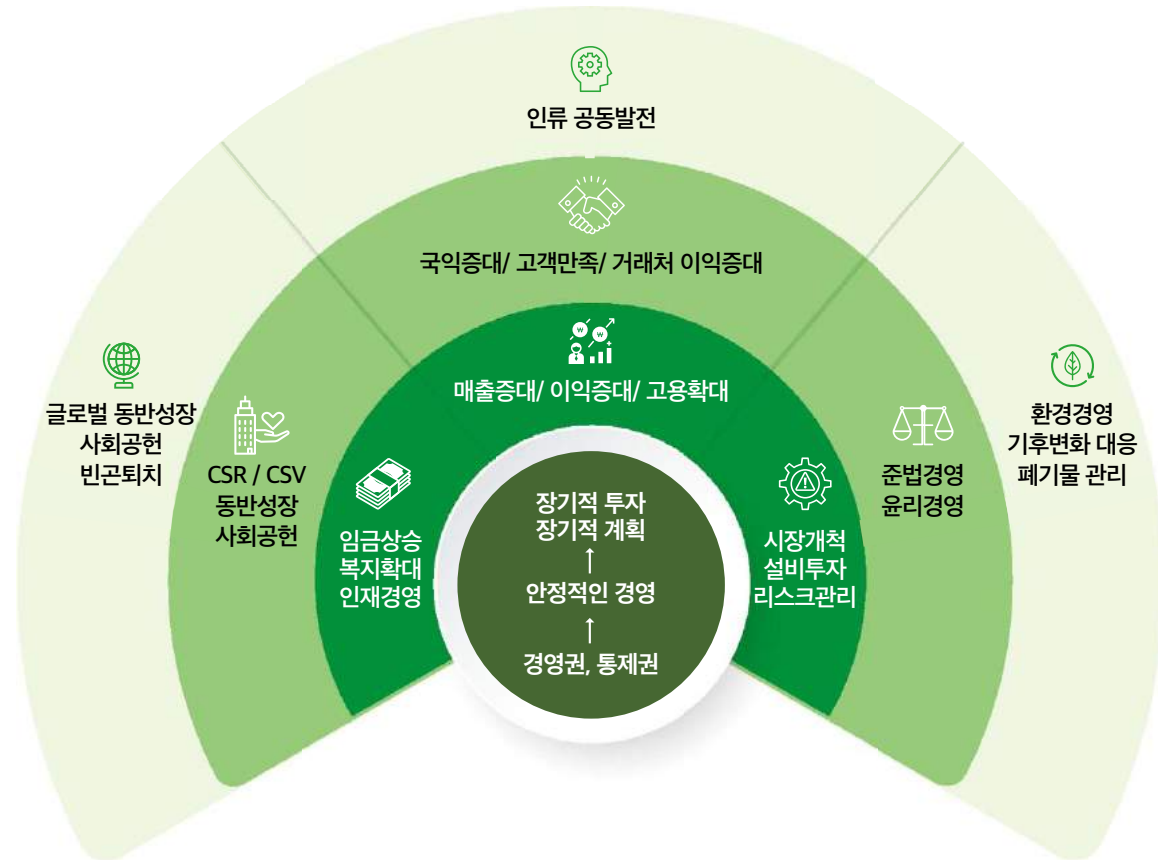 인류 공동발전
국익증대/ 고객만족/ 거래처 이익증대
매출증대/ 이익증대/ 고용확대
글로벌 동반성장
사회공헌
빈곤퇴치
CSR / CSV
동반성장
사회공헌
임금상승
복지확대
인재경영
장기적 투자
장기적 계획
↑
안정적인 경영
↑
경영권, 통제권
시장개척
설비투자
리스크관리
준법경영
윤리경영
환경경영
기후변화 대응
폐기물 관리